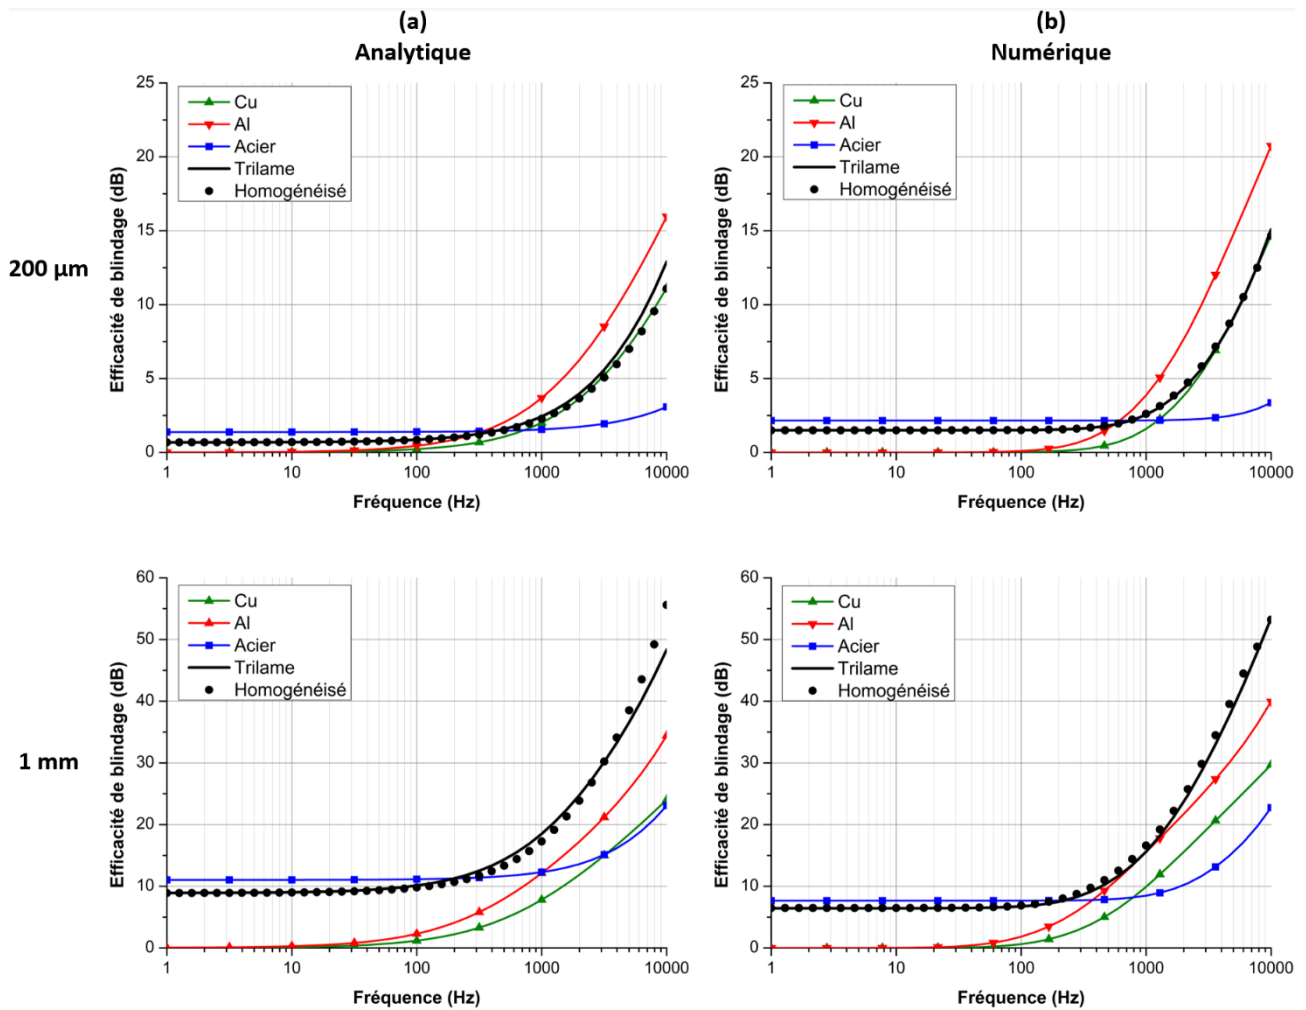 (a)
Analytique
(b)
Numérique
200 µm
Efficacité de blindage (dB)
25
20
15
10
5
0
Cu
Al
Acier
Trilame
Homogénéisé
1
10
100
1000
10000
Fréquence (Hz)
Efficacité de blindage (dB)
25
20
15
10
5
0
Cu
Al
Acier
Trilame
Homogénéisé
1
10
100
1000
10000
Fréquence (Hz)
1 mm
Efficacité de blindage (dB)
60
50
40
30
20
10
0
Cu
Al
Acier
Trilame
Homogénéisé
1
10
100
1000
10000
Fréquence (Hz)
Efficacité de blindage (dB)
60
50
40
30
20
10
0
Cu
Al
Acier
Trilame
Homogénéisé
1
10
100
1000
10000
Fréquence (Hz)